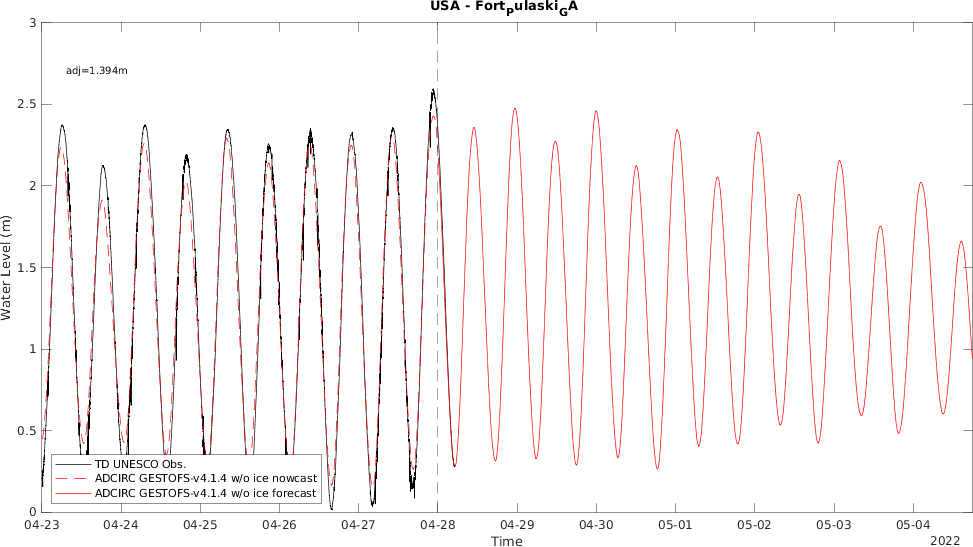 USA - Fort_Pulaski_GA
3
adj=1.394m
2.5
2
1.5
1
0.5
0
Water Level (m)
TD UNESCO Obs.
ADCIRC GESTOFS-v4.1.4 w/o ice nowcast
ADCIRC GESTOFS-v4.1.4 w/o ice forecast
04-23 04-24 04-25 04-26 04-27 04-28 04-29 04-30 05-01 05-02 05-03 05-04
Time
2022